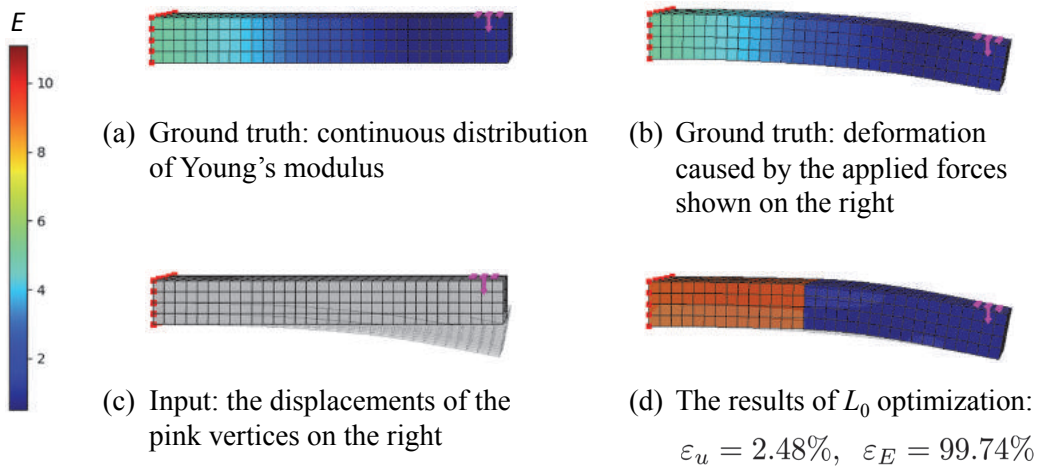 E
10
8
6
4
2
(a) Ground truth: continuous distribution
of Young's modulus
(b) Ground truth: deformation
caused by the applied forces
shown on the right
(c) Input: the displacements of the
pink vertices on the right
(d) The results of L₀ optimization:
εᵤ = 2.48%, ε_E = 99.74%